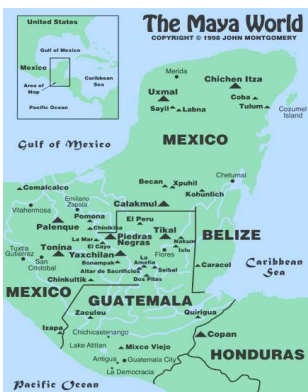 United States
Gulf of Mexico
Mexico
Area of Map
Caribbean Sea
Pacific Ocean
The Maya World
COPYRIGHT © 1998 JOHN MONTGOMERY
Merida
Chichen Itza
Uxmal
Coba
Sayil
Labna
Tulum
Cozumel Island
Gulf of Mexico
MEXICO
Chetumal
Becan
Xpuhil
Comalcalco
Kohunlich
Emiliano Zapata
Calakmul
Vilahermosa
Pomona
El Peru
Palenque
Chinikiha
Piedras Negras
Tikal
BELIZE
La Mar
Nakum
Tuxtla Gutierrez
Tonina
El Cayo
Ixlu
San Cristobal
Yaxchilan
Flores
Bonampak
La Amelia
Caracol
Caribbean Sea
Altar de Sacrificios
Seibal
Chinkultik
Dos Pilas
MEXICO
GUATEMALA
Zaculeu
Quirigua
Izapa
Chichicastenango
Copan
Lake Atitlan
Mixco Viejo
HONDURAS
Antigua
Guatemala City
Pacific Ocean
La Democracia